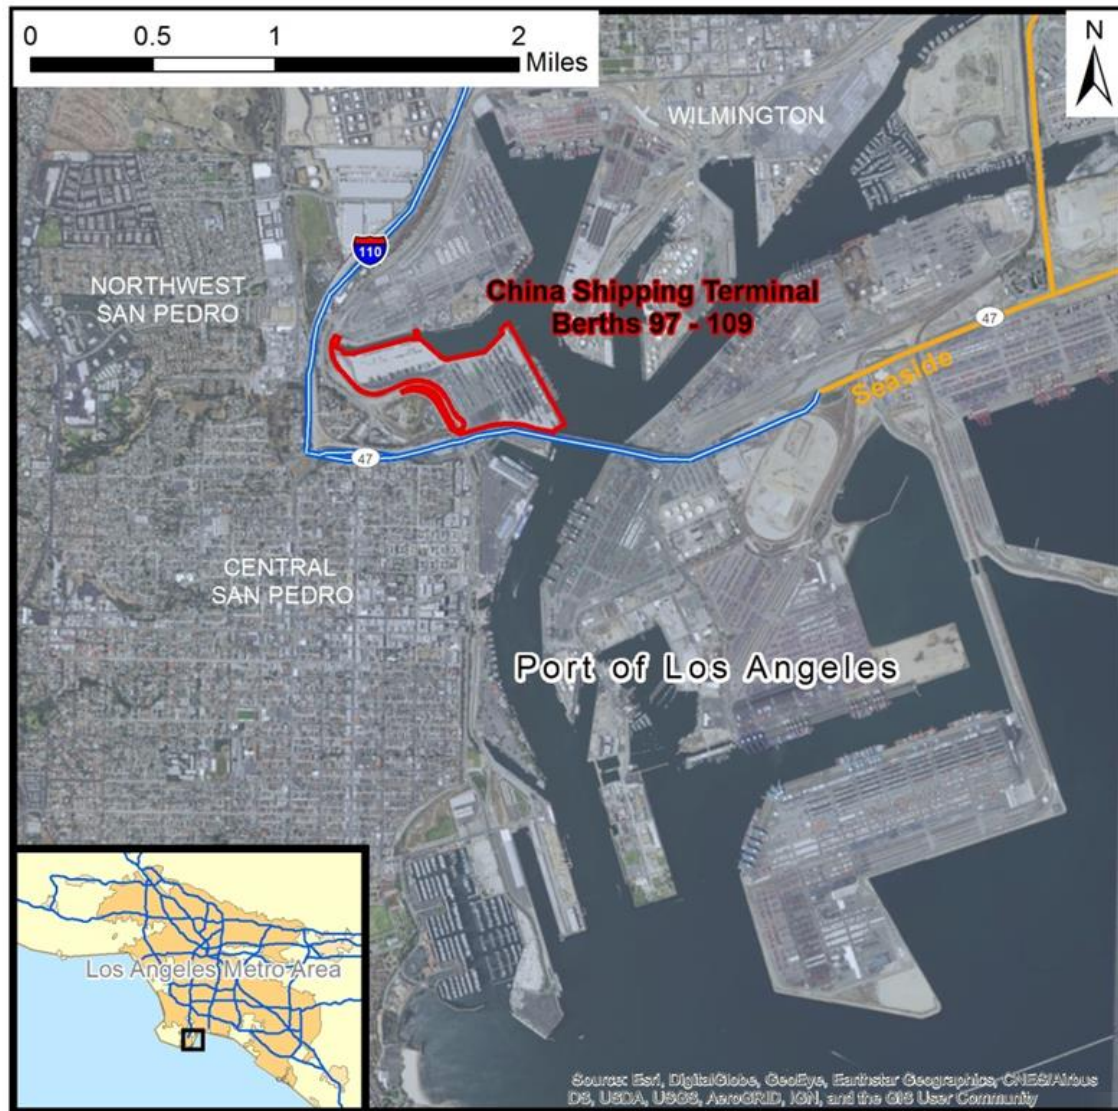 0 0.5 1 2
Miles
N
WILMINGTON
110
NORTHWEST
SAN PEDRO
China Shipping Terminal
Berths 97 - 109
47
Seaside
47
CENTRAL
SAN PEDRO
Port of Los Angeles
Los Angeles Metro Area
Source: Esri, DigitalGlobe, GeoEye, Earthstar Geographics, CNES/Airbus
DS, USDA, USGS, AeroGRID, IGN, and the GIS User Community